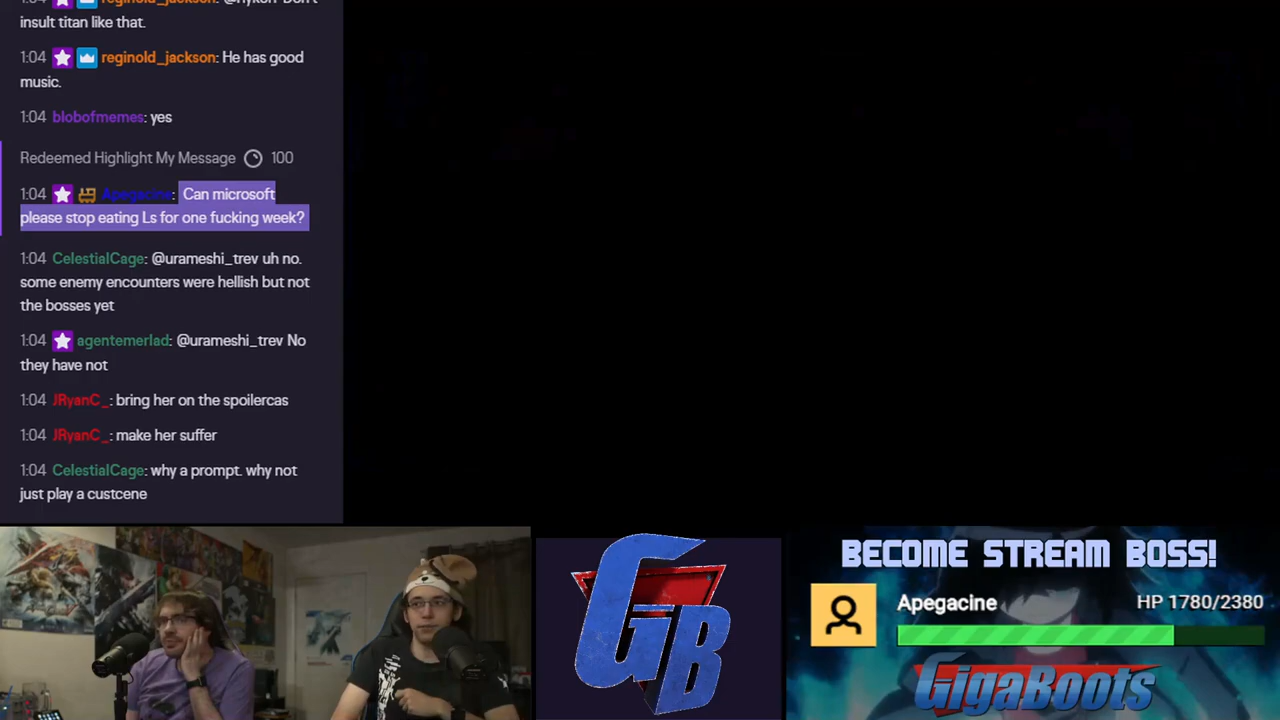 insult titan like that.
1:04 reginold_jackson: He has good
music.
1:04 blobofmemes: yes
Redeemed Highlight My Message 100
1:04 Apegacine: Can microsoft
please stop eating Ls for one fucking week?
1:04 CelestialCage: @urameshi_trev uh no.
some enemy encounters were hellish but not
the bosses yet
1:04 agentemerlad: @urameshi_trev No
they have not
1:04 JRyanC_: bring her on the spoilercas
1:04 JRyanC_: make her suffer
1:04 CelestialCage: why a prompt. why not
just play a custcene
GB
BECOME STREAM BOSS!
Apegacine HP 1780/2380
GIGABOOTS